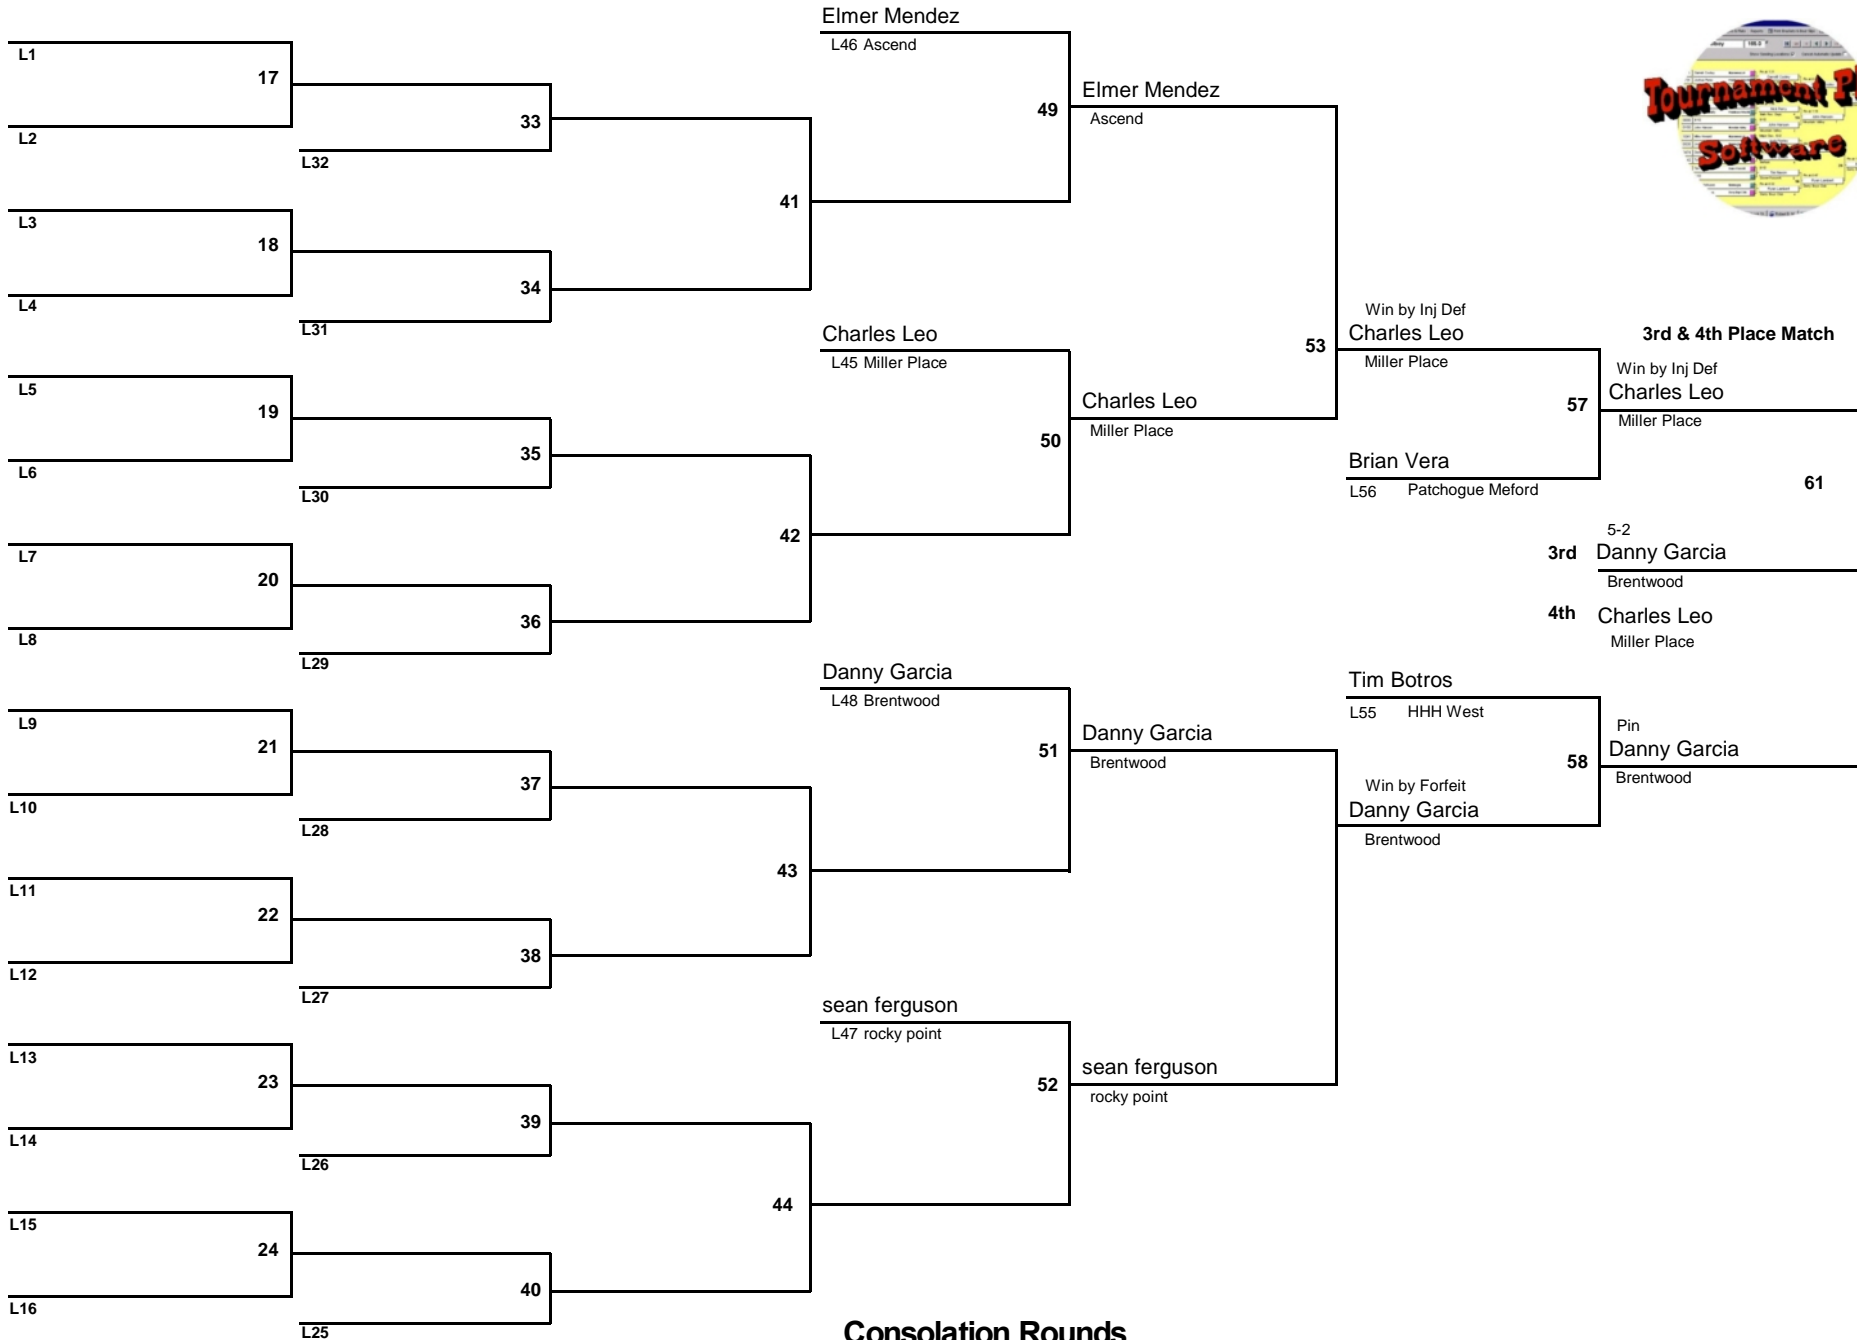 Elmer Mendez
L46 Ascend
L1
17
L2
33
L32
L3
18
L4
34
L31
41
49
Elmer Mendez
Ascend
Tournament
Software
Charles Leo
L45 Miller Place
L5
19
L6
35
L30
L7
20
L8
36
L29
42
50
Charles Leo
Miller Place
53
Win by Inj Def
Charles Leo
Miller Place
57
Brian Vera
L56 Patchogue Meford
3rd & 4th Place Match
Win by Inj Def
Charles Leo
Miller Place
61
5-2
3rd Danny Garcia
Brentwood
4th Charles Leo
Miller Place
Danny Garcia
L48 Brentwood
L9
21
L10
37
L28
L11
22
L12
38
L27
43
51
Danny Garcia
Brentwood
Tim Botros
L55 HHH West
58
Win by Forfeit
Danny Garcia
Brentwood
Pin
Danny Garcia
Brentwood
sean ferguson
L47 rocky point
L13
23
L14
39
L26
L15
24
L16
40
L25
44
52
sean ferguson
rocky point
Consolation Rounds